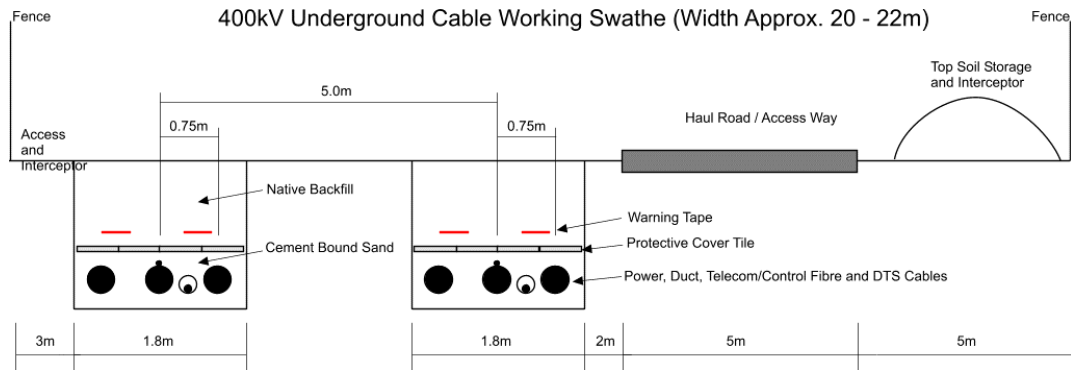 400kV Underground Cable Working Swathe (Width Approx. 20 - 22m)
Fence
Fence
Top Soil Storage
and Interceptor
5.0m
0.75m
0.75m
Haul Road / Access Way
Access
and
Interceptor
Native Backfill
Warning Tape
Protective Cover Tile
Cement Bound Sand
Power, Duct, Telecom/Control Fibre and DTS Cables
3m
1.8m
1.8m
2m
5m
5m